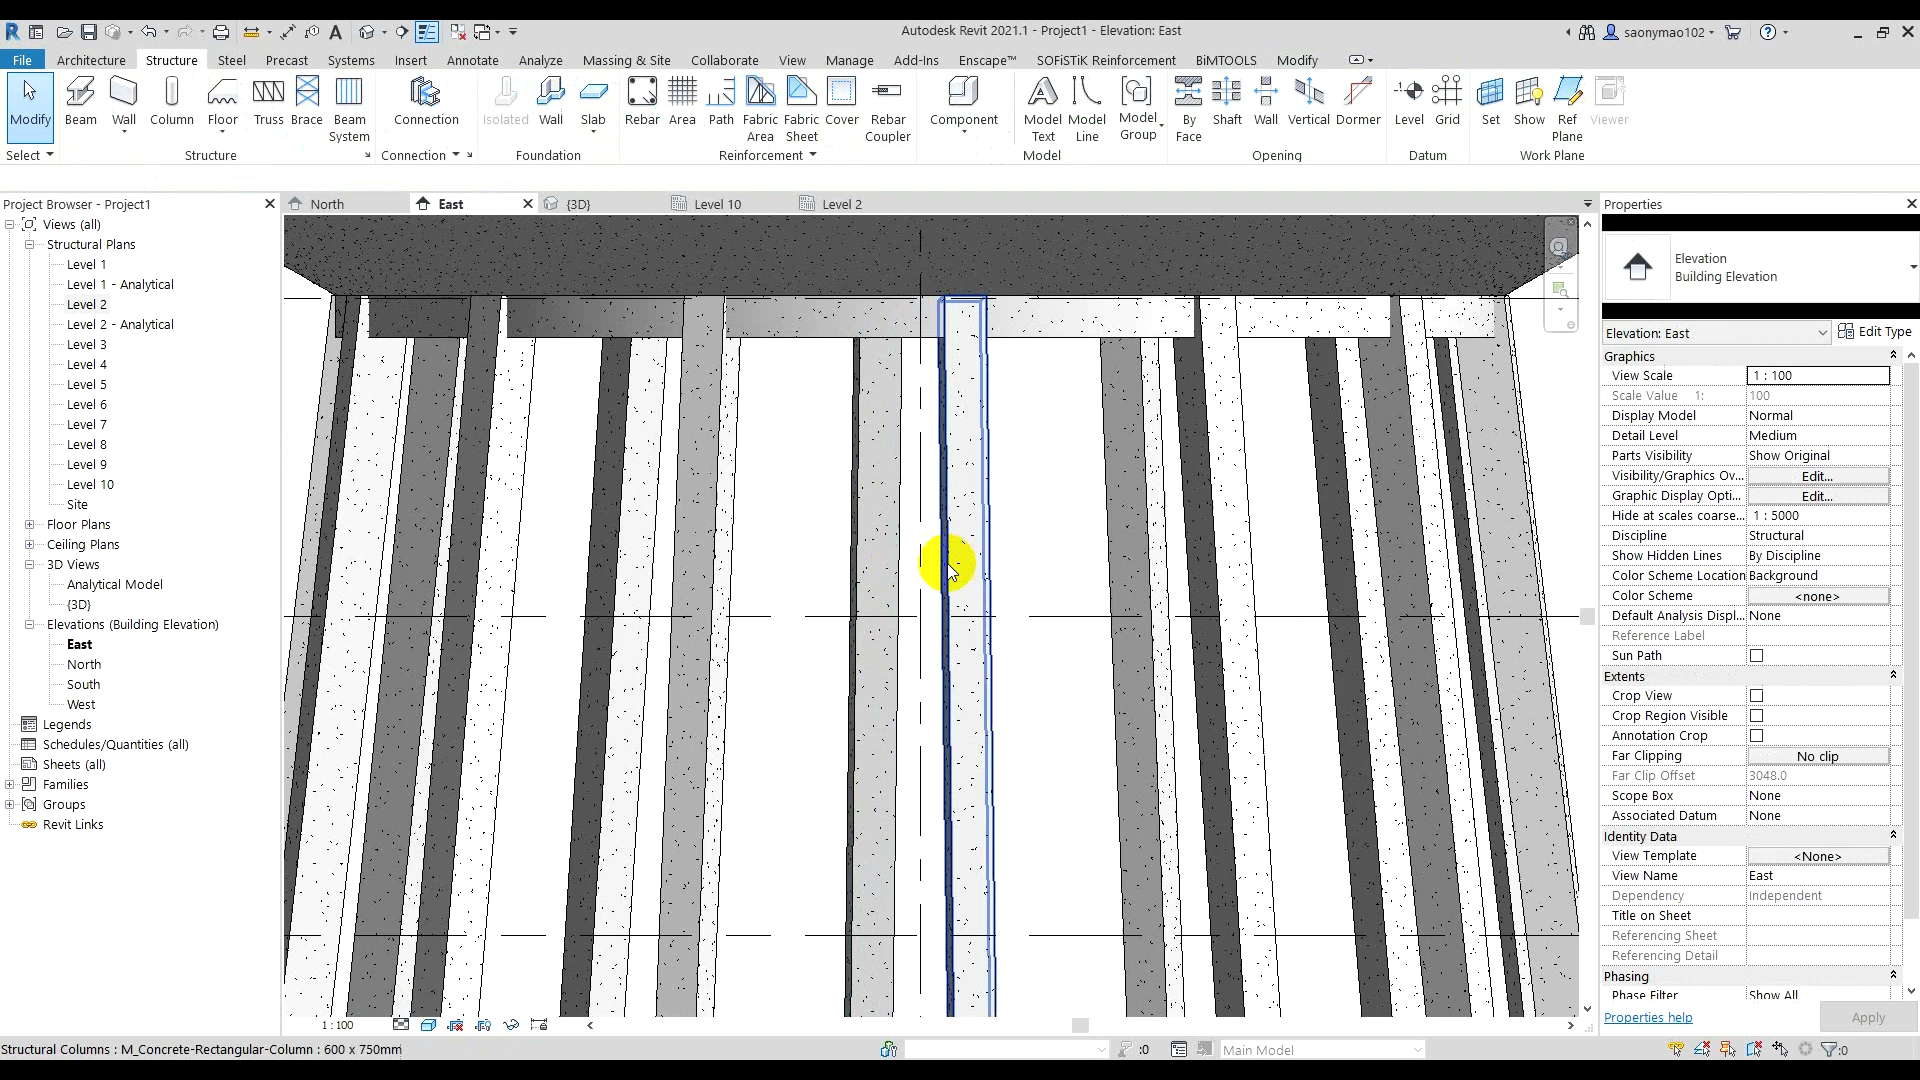 Autodesk Revit 2021.1 - Project1 - Elevation: East
saonymao102
File Architecture Structure Steel Precast Systems Insert Annotate Analyze Massing & Site Collaborate View Manage Add-Ins Enscape™ SOFiSTiK Reinforcement BiMTOOLS Modify
Modify Beam Wall Column Floor Truss Brace Beam System Connection Isolated Wall Slab Rebar Area Path Fabric Area Fabric Sheet Cover Rebar Coupler Component Model Text Model Line Model Group By Face Shaft Wall Vertical Dormer Level Grid Set Show Ref Plane Viewer
Select Structure Connection Foundation Reinforcement Model Opening Datum Work Plane
Project Browser - Project1
North East {3D} Level 10 Level 2
Views (all)
Structural Plans
Level 1
Level 1 - Analytical
Level 2
Level 2 - Analytical
Level 3
Level 4
Level 5
Level 6
Level 7
Level 8
Level 9
Level 10
Site
Floor Plans
Ceiling Plans
3D Views
Analytical Model
{3D}
Elevations (Building Elevation)
East
North
South
West
Legends
Schedules/Quantities (all)
Sheets (all)
Families
Groups
Revit Links
Properties
Elevation
Building Elevation
Elevation: East Edit Type
Graphics
View Scale 1 : 100
Scale Value 1: 100
Display Model Normal
Detail Level Medium
Parts Visibility Show Original
Visibility/Graphics Ov... Edit...
Graphic Display Opti... Edit...
Hide at scales coarse... 1 : 5000
Discipline Structural
Show Hidden Lines By Discipline
Color Scheme Location Background
Color Scheme <none>
Default Analysis Displ... None
Reference Label
Sun Path
Extents
Crop View
Crop Region Visible
Annotation Crop
Far Clipping No clip
Far Clip Offset 3048.0
Scope Box None
Associated Datum None
Identity Data
View Template <None>
View Name East
Dependency Independent
Title on Sheet
Referencing Sheet
Referencing Detail
Phasing
Phase Filter Show All
Properties help Apply
1 : 100
Structural Columns : M_Concrete-Rectangular-Column : 600 x 750mm
:0
Main Model
:0